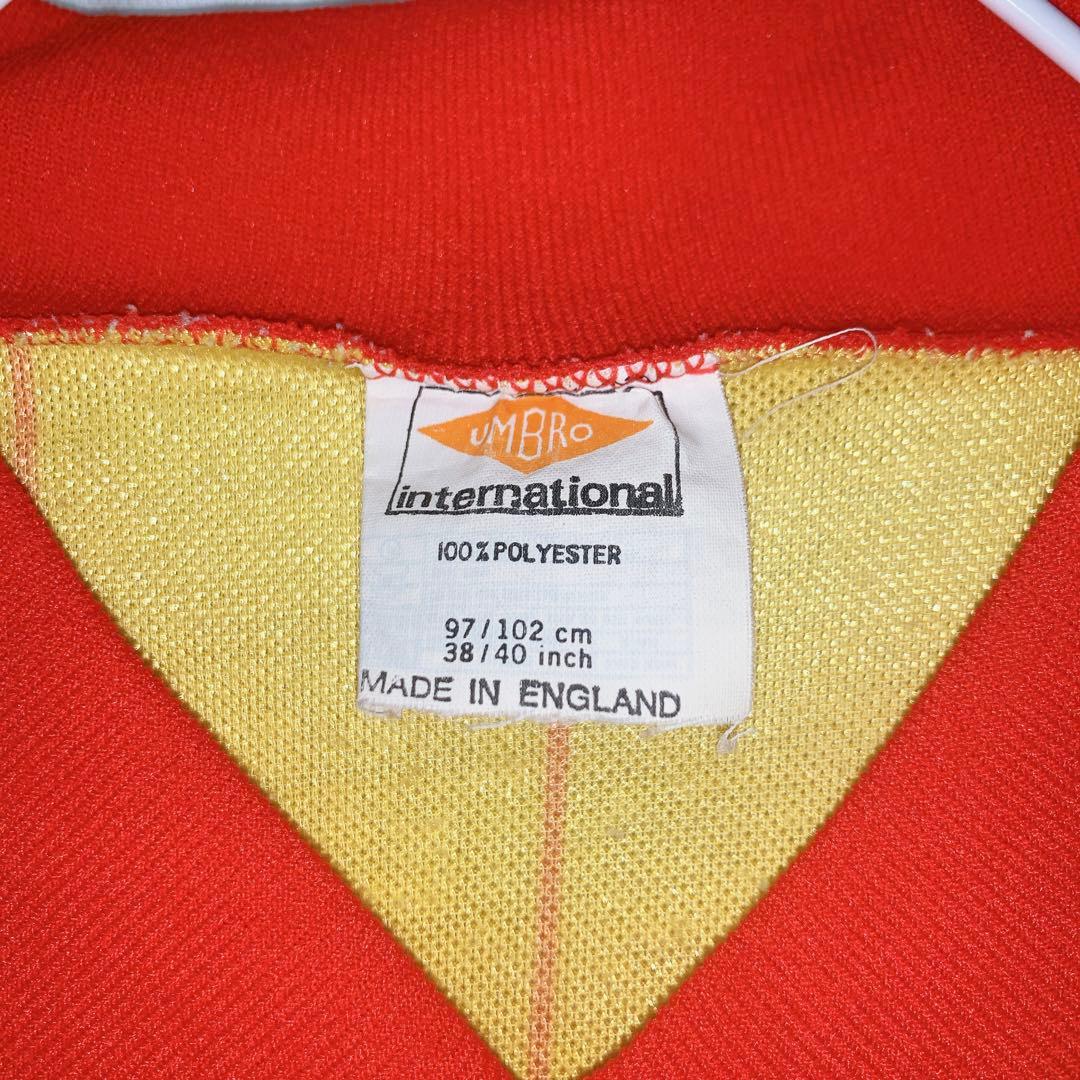 UMBRO
international
100% POLYESTER
97/102 cm
38/40 inch
MADE IN ENGLAND